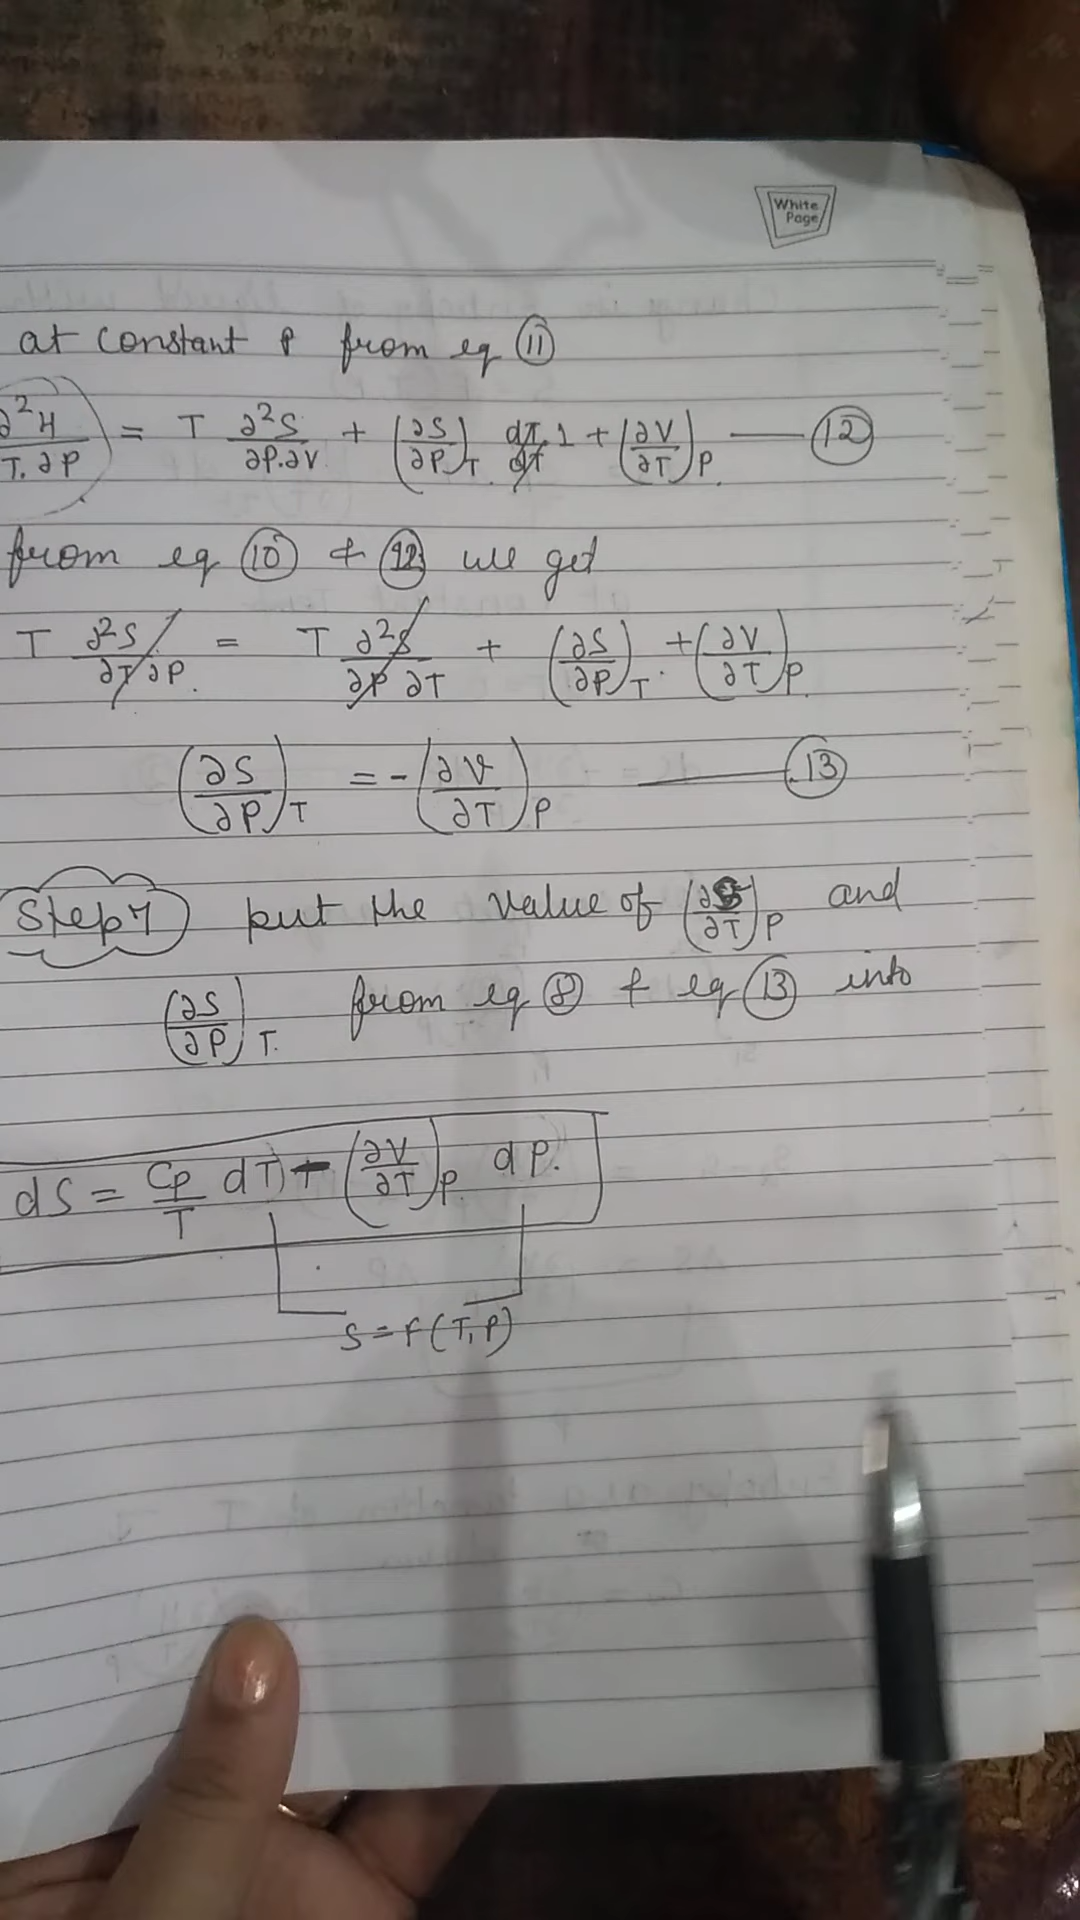 White
Page
at constant P from eq ⑪
∂²H/T.∂P = T ∂²S/∂P.∂V + (∂S/∂P)T. dT/dT.1 + (∂V/∂T)P. — ⑫
from eq ⑩ & ⑫ we get
T ∂²S/∂T∂P. = T ∂²S/∂P ∂T + (∂S/∂P)T. + (∂V/∂T)P.
(∂S/∂P)T = -(∂V/∂T)P — ⑬
Step 7 put the value of (∂S/∂T)P and
(∂S/∂P)T. from eq ⑧ & eq ⑬ into
dS = Cp/T dT - (∂V/∂T)P. dP.
S = f(T,P)